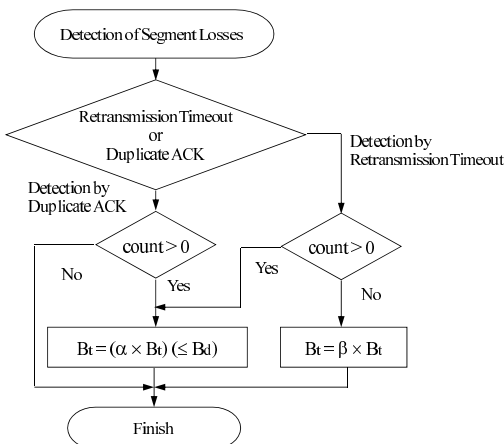 Detection of Segment Losses
Retransmission Timeout
or
Duplicate ACK
Detection by
Retransmission Timeout
Detection by
Duplicate ACK
count > 0
count > 0
No
Yes
Yes
No
Bt = (α × Bt) (≤ Bd)
Bt = β × Bt
Finish